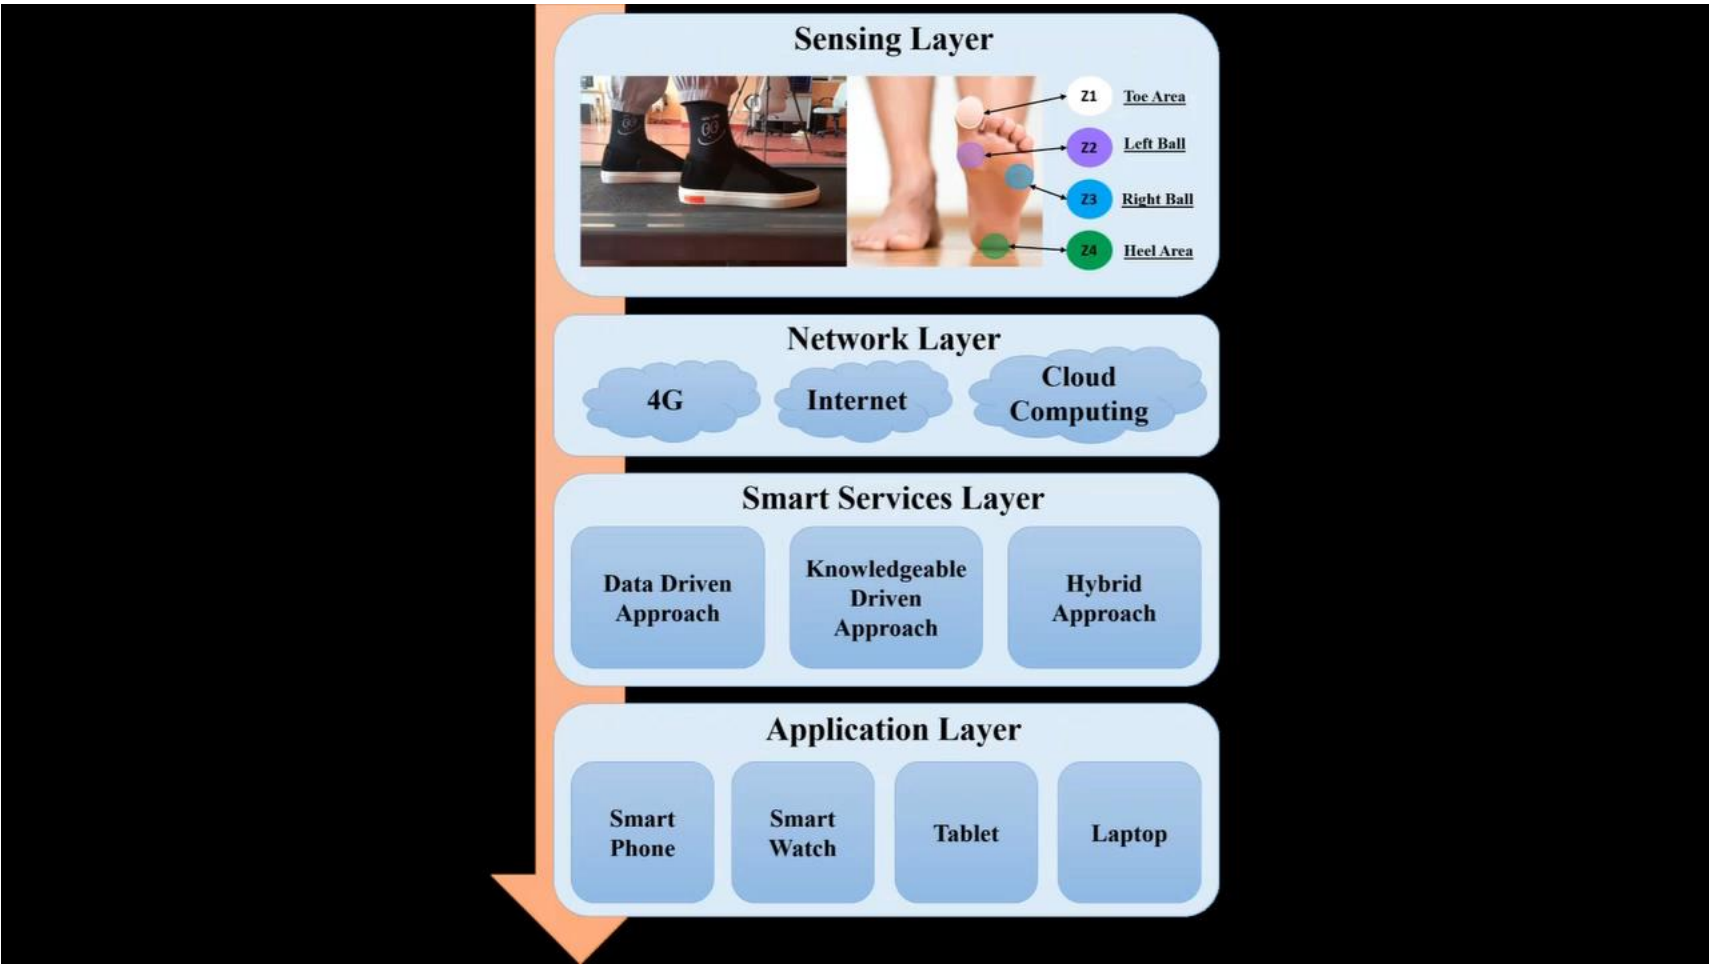 Sensing Layer
Z1 Toe Area
Z2 Left Ball
Z3 Right Ball
Z4 Heel Area
Network Layer
4G
Internet
Cloud
Computing
Smart Services Layer
Data Driven
Approach
Knowledgeable
Driven
Approach
Hybrid
Approach
Application Layer
Smart
Phone
Smart
Watch
Tablet
Laptop